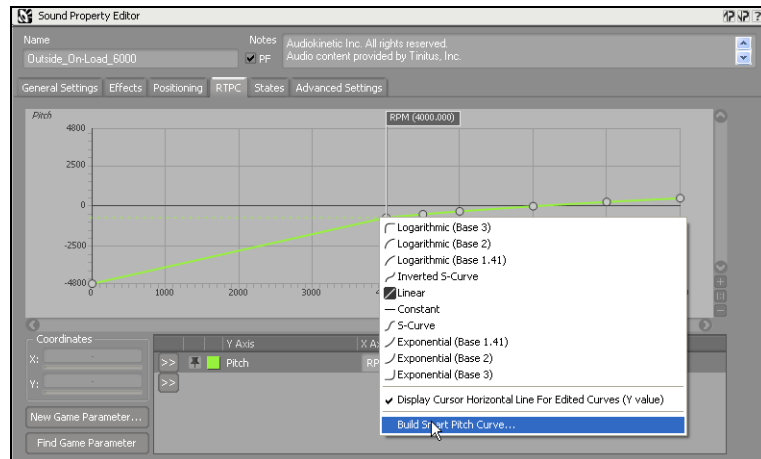 Sound Property Editor
Name
Notes
Outside_On-Load_6000
PF
Audiokinetic Inc. All rights reserved.
Audio content provided by Tinitus, Inc.
General Settings Effects Positioning RTPC States Advanced Settings
Pitch
RPM (4000.000)
4800
2500
0
-2500
-4800
0 1000 2000 3000
Logarithmic (Base 3)
Logarithmic (Base 2)
Logarithmic (Base 1.41)
Inverted S-Curve
Linear
Constant
S-Curve
Exponential (Base 1.41)
Exponential (Base 2)
Exponential (Base 3)
Display Cursor Horizontal Line For Edited Curves (Y value)
Build Smart Pitch Curve...
Coordinates
X:
Y:
Y Axis
>> Pitch
>>
New Game Parameter...
Find Game Parameter